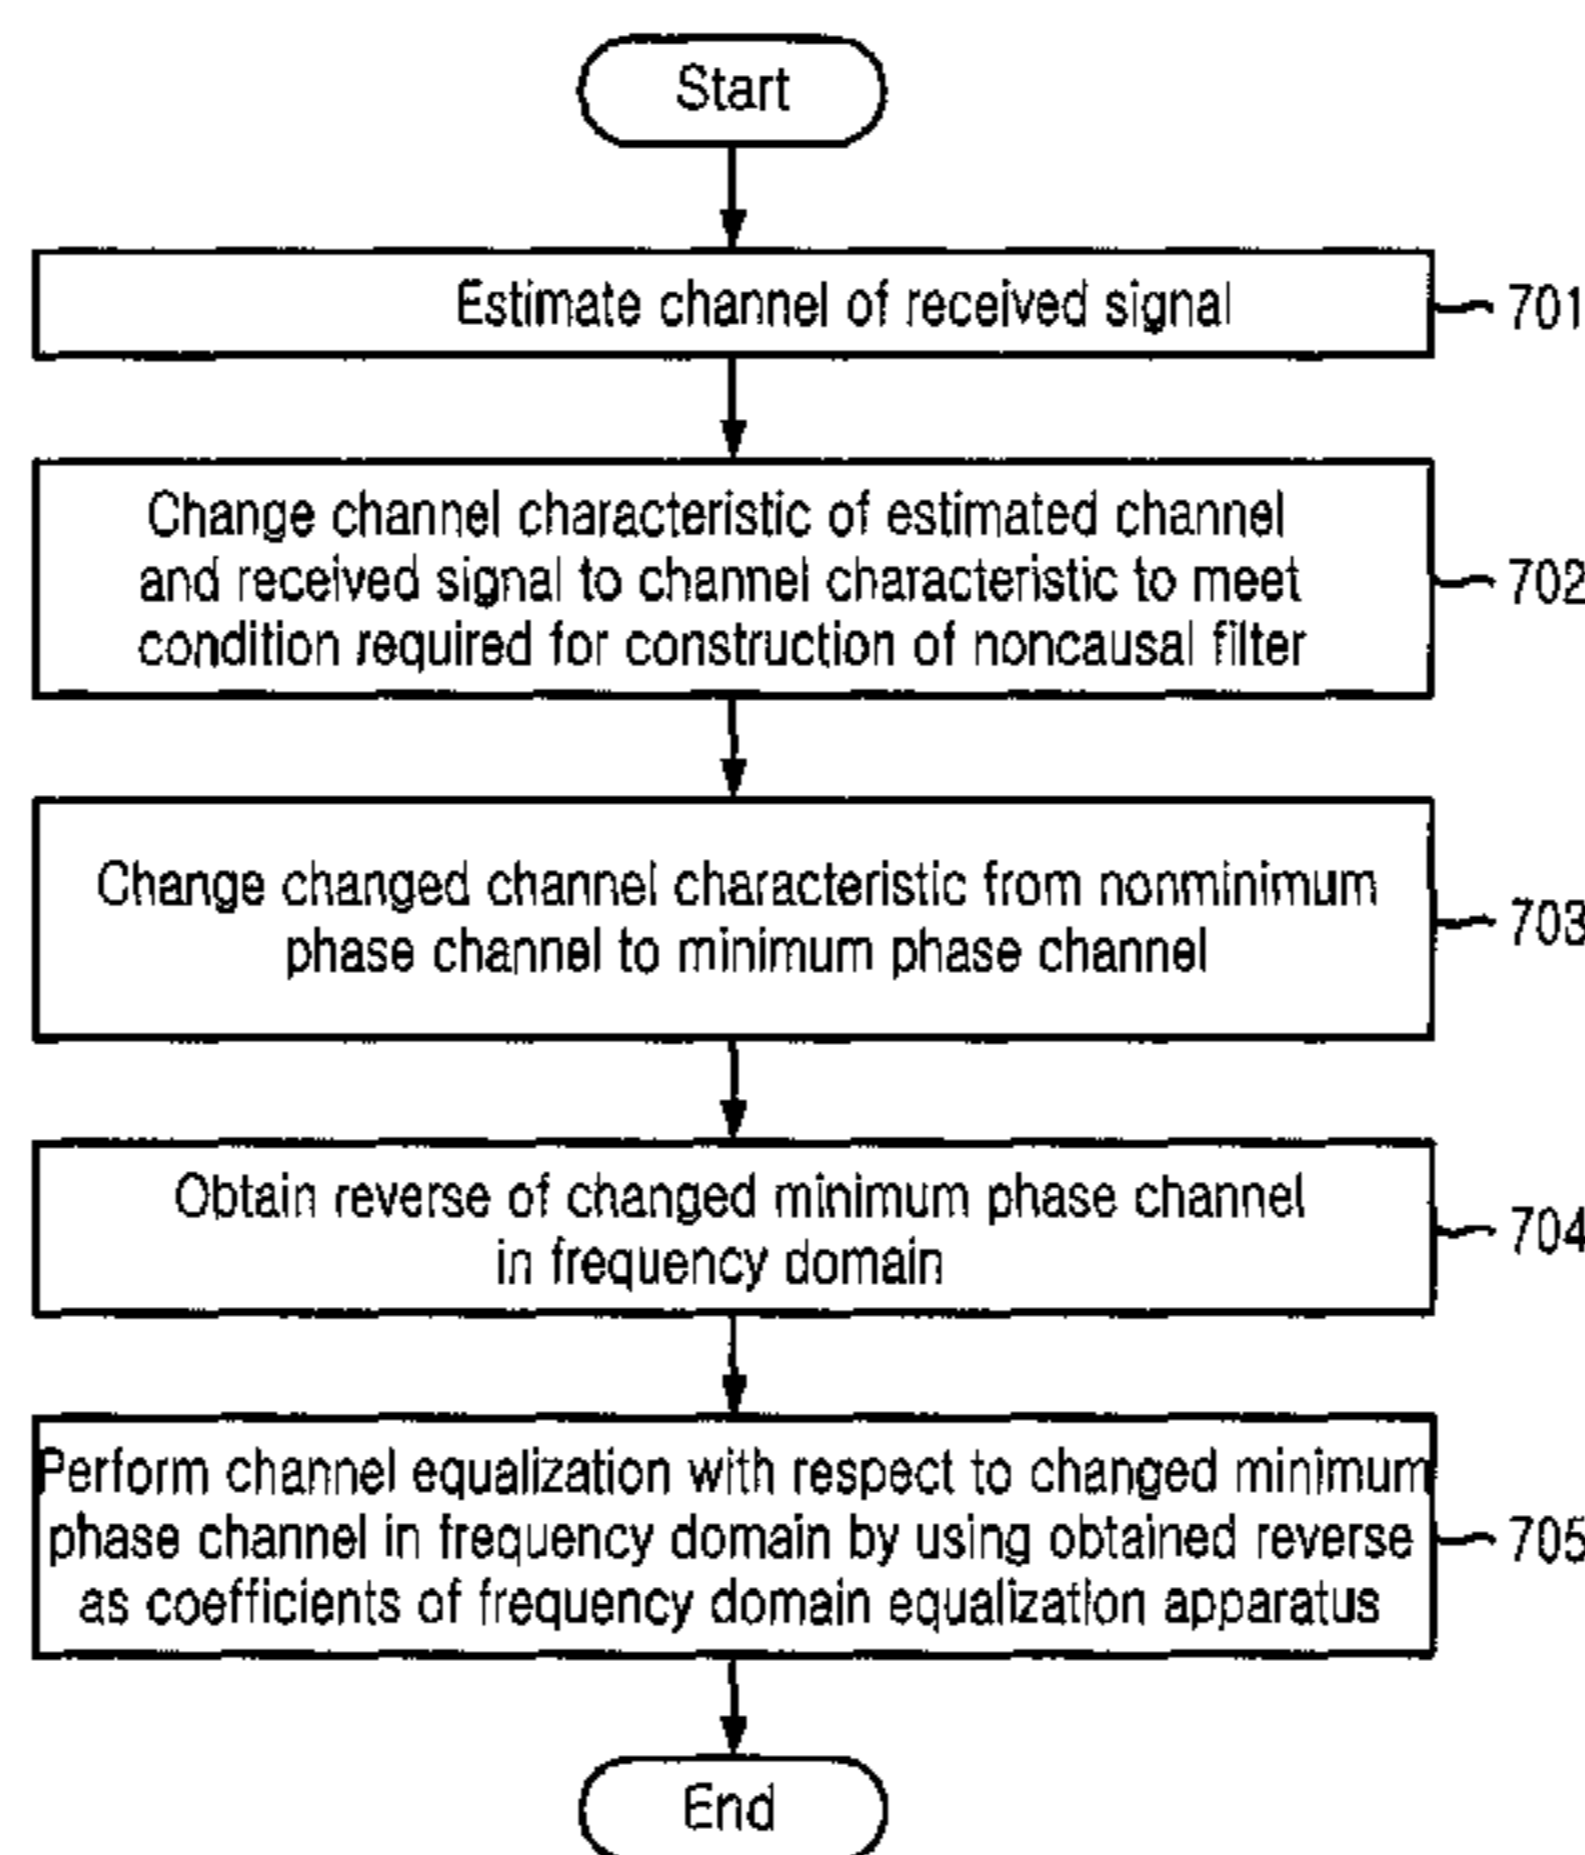 Start
Estimate channel of received signal
701
Change channel characteristic of estimated channel
and received signal to channel characteristic to meet
condition required for construction of noncausal filter
702
Change changed channel characteristic from nonminimum
phase channel to minimum phase channel
703
Obtain reverse of changed minimum phase channel
in frequency domain
704
Perform channel equalization with respect to changed minimum
phase channel in frequency domain by using obtained reverse
as coefficients of frequency domain equalization apparatus
705
End